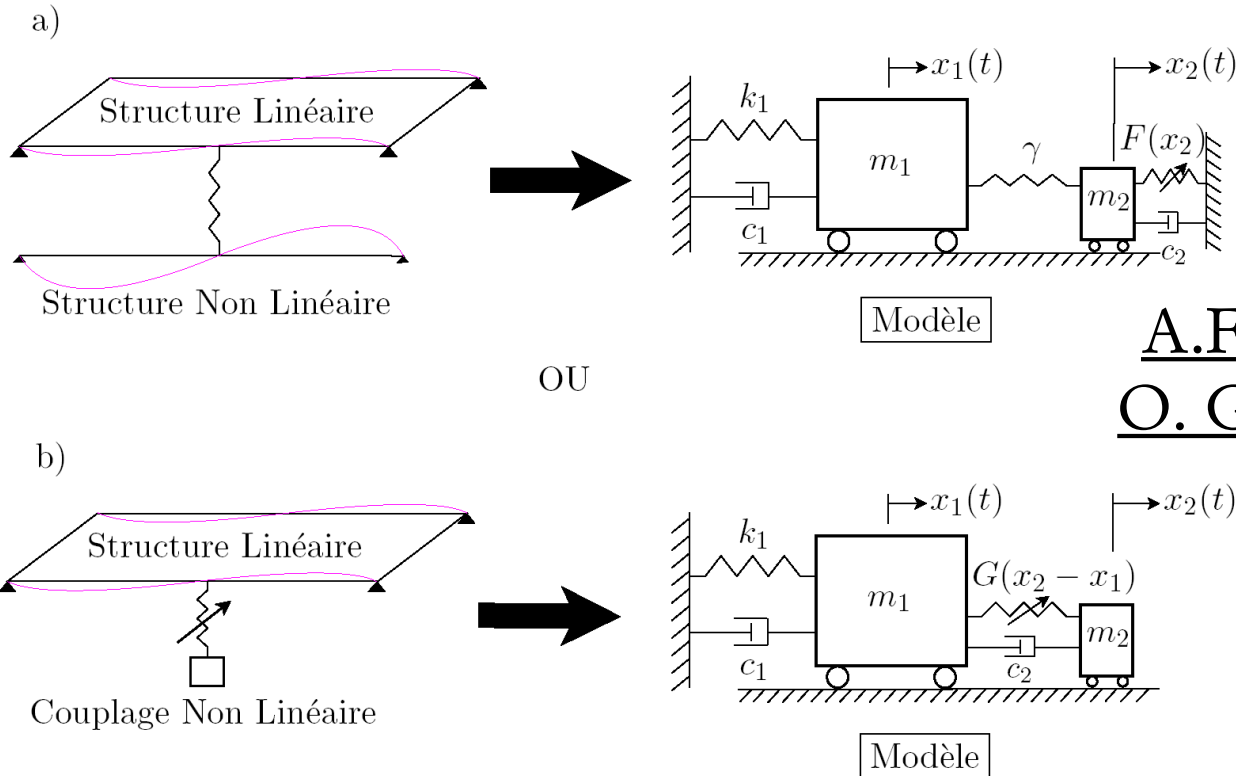 a)
Structure Linéaire
Structure Non Linéaire
x₁(t)
x₂(t)
k₁
c₁
m₁
γ
F(x₂)
m₂
c₂
Modèle
A.F
O. G
OU
b)
Structure Linéaire
Couplage Non Linéaire
x₁(t)
x₂(t)
k₁
c₁
m₁
G(x₂ − x₁)
c₂
m₂
Modèle